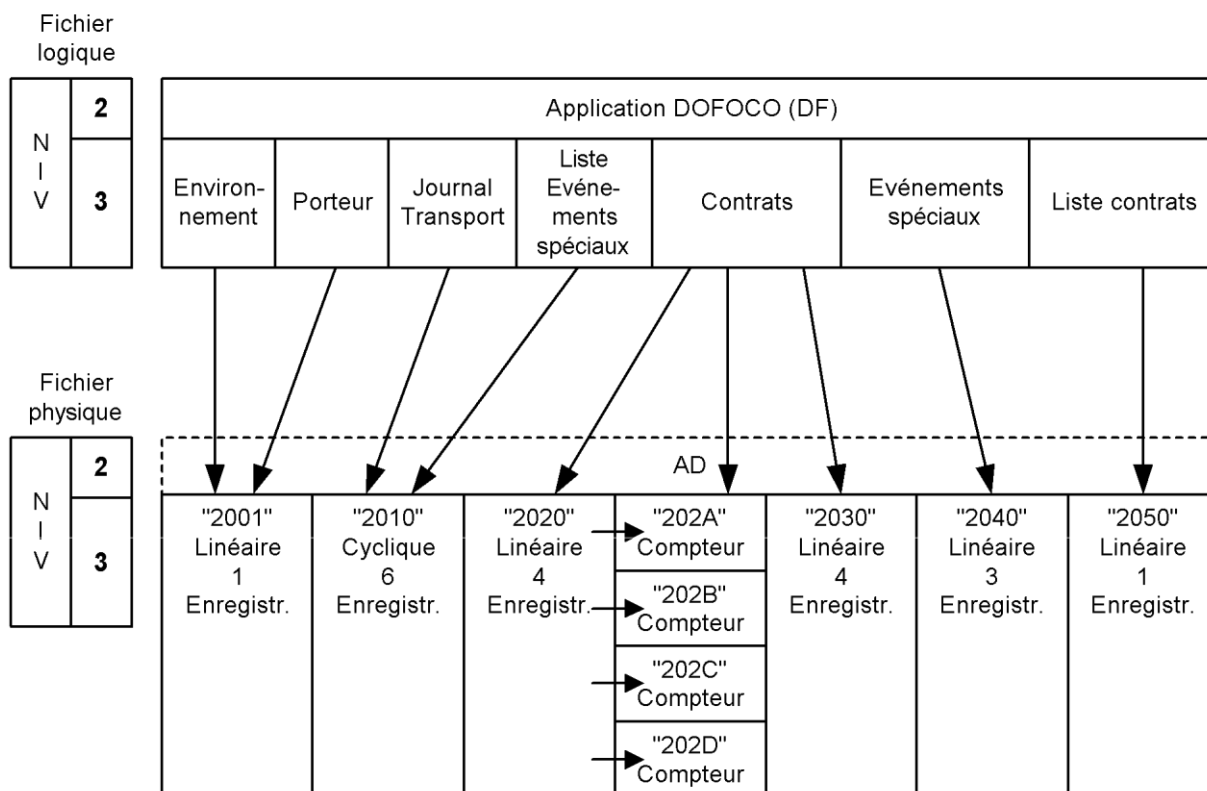 Fichier
logique
N
I
V
2
3
Application DOFOCO (DF)
Environ-
nement
Porteur
Journal
Transport
Liste
Evéne-
ments
spéciaux
Contrats
Evénements
spéciaux
Liste contrats
Fichier
physique
N
I
V
2
3
AD
"2001"
Linéaire
1
Enregistr.
"2010"
Cyclique
6
Enregistr.
"2020"
Linéaire
4
Enregistr.
"202A"
Compteur
"202B"
Compteur
"202C"
Compteur
"202D"
Compteur
"2030"
Linéaire
4
Enregistr.
"2040"
Linéaire
3
Enregistr.
"2050"
Linéaire
1
Enregistr.